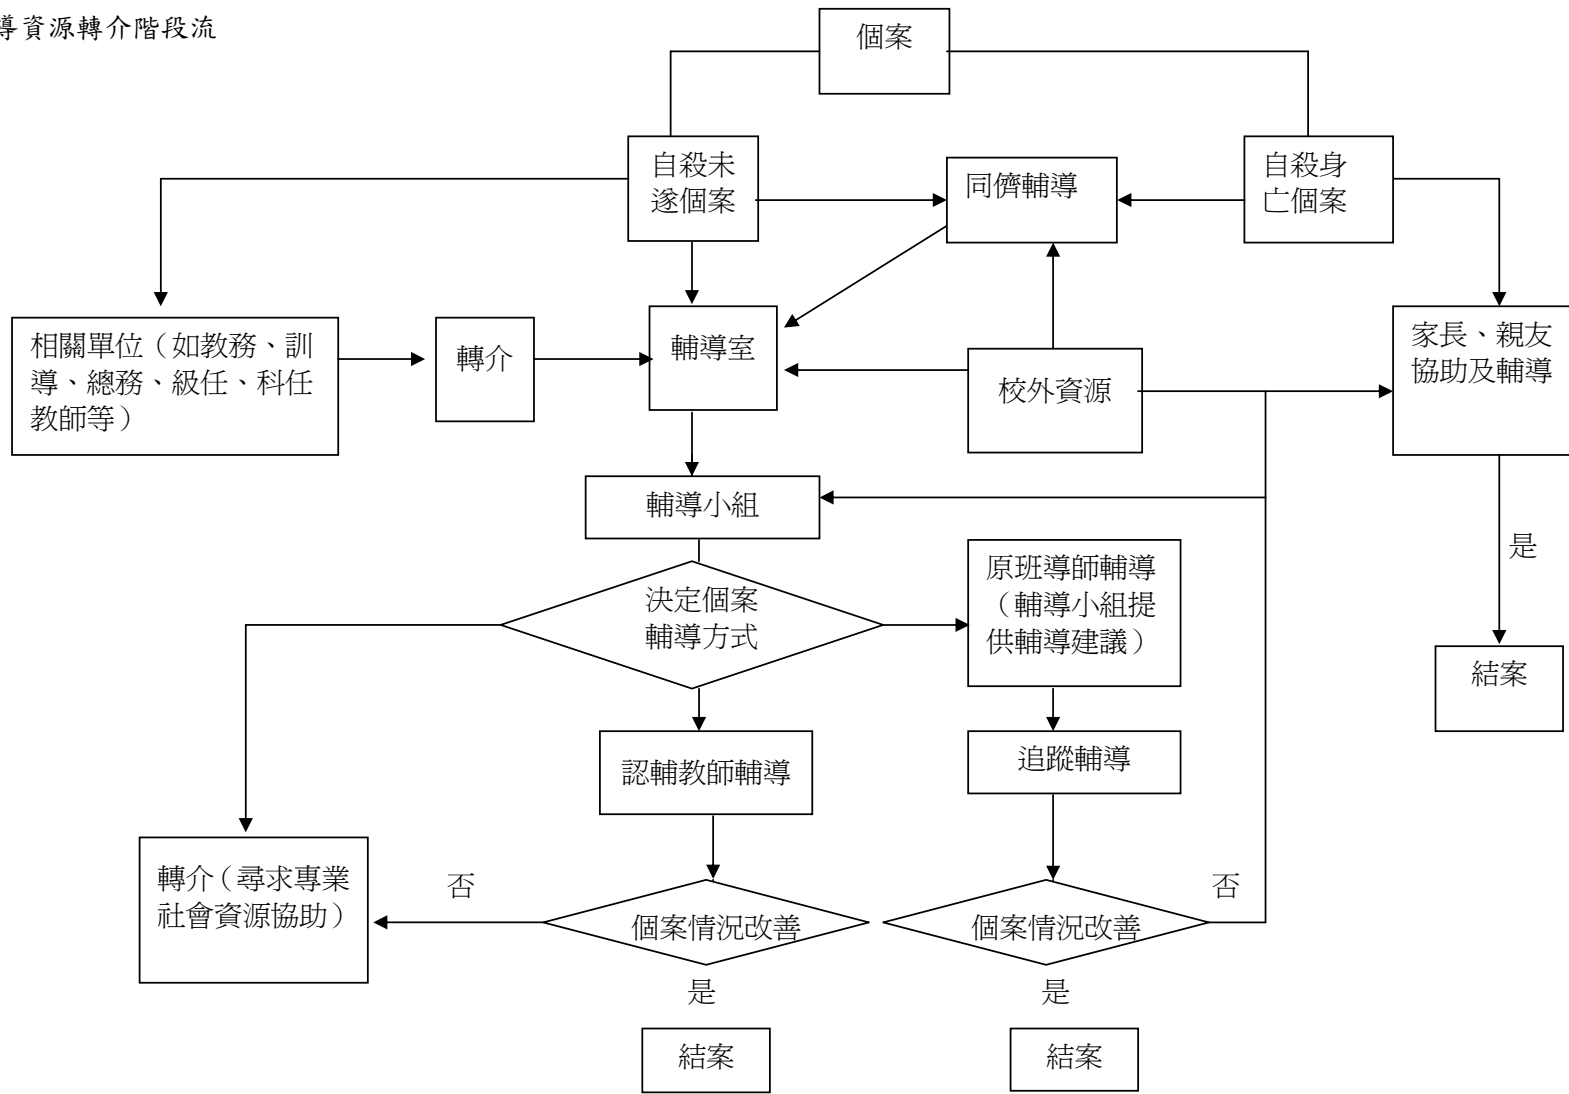 導資源轉介階段流
個案
自殺未
遂個案
同儕輔導
自殺身
亡個案
相關單位（如教務、訓
導、總務、級任、科任
教師等）
轉介
輔導室
校外資源
家長、親友
協助及輔導
輔導小組
是
決定個案
輔導方式
原班導師輔導
（輔導小組提
供輔導建議）
結案
認輔教師輔導
追蹤輔導
轉介（尋求專業
社會資源協助）
否
個案情況改善
否
個案情況改善
是
是
結案
結案